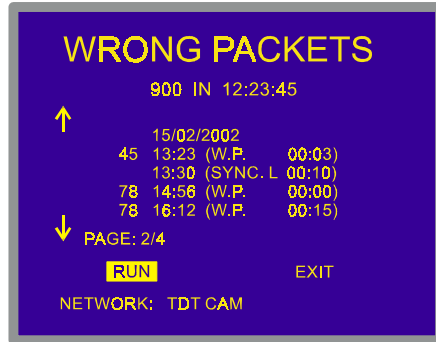 WRONG PACKETS
900 IN 12:23:45
15/02/2002
45 13:23 (W.P. 00:03)
13:30 (SYNC. L 00:10)
78 14:56 (W.P. 00:00)
78 16:12 (W.P. 00:15)
PAGE: 2/4
RUN EXIT
NETWORK: TDT CAM